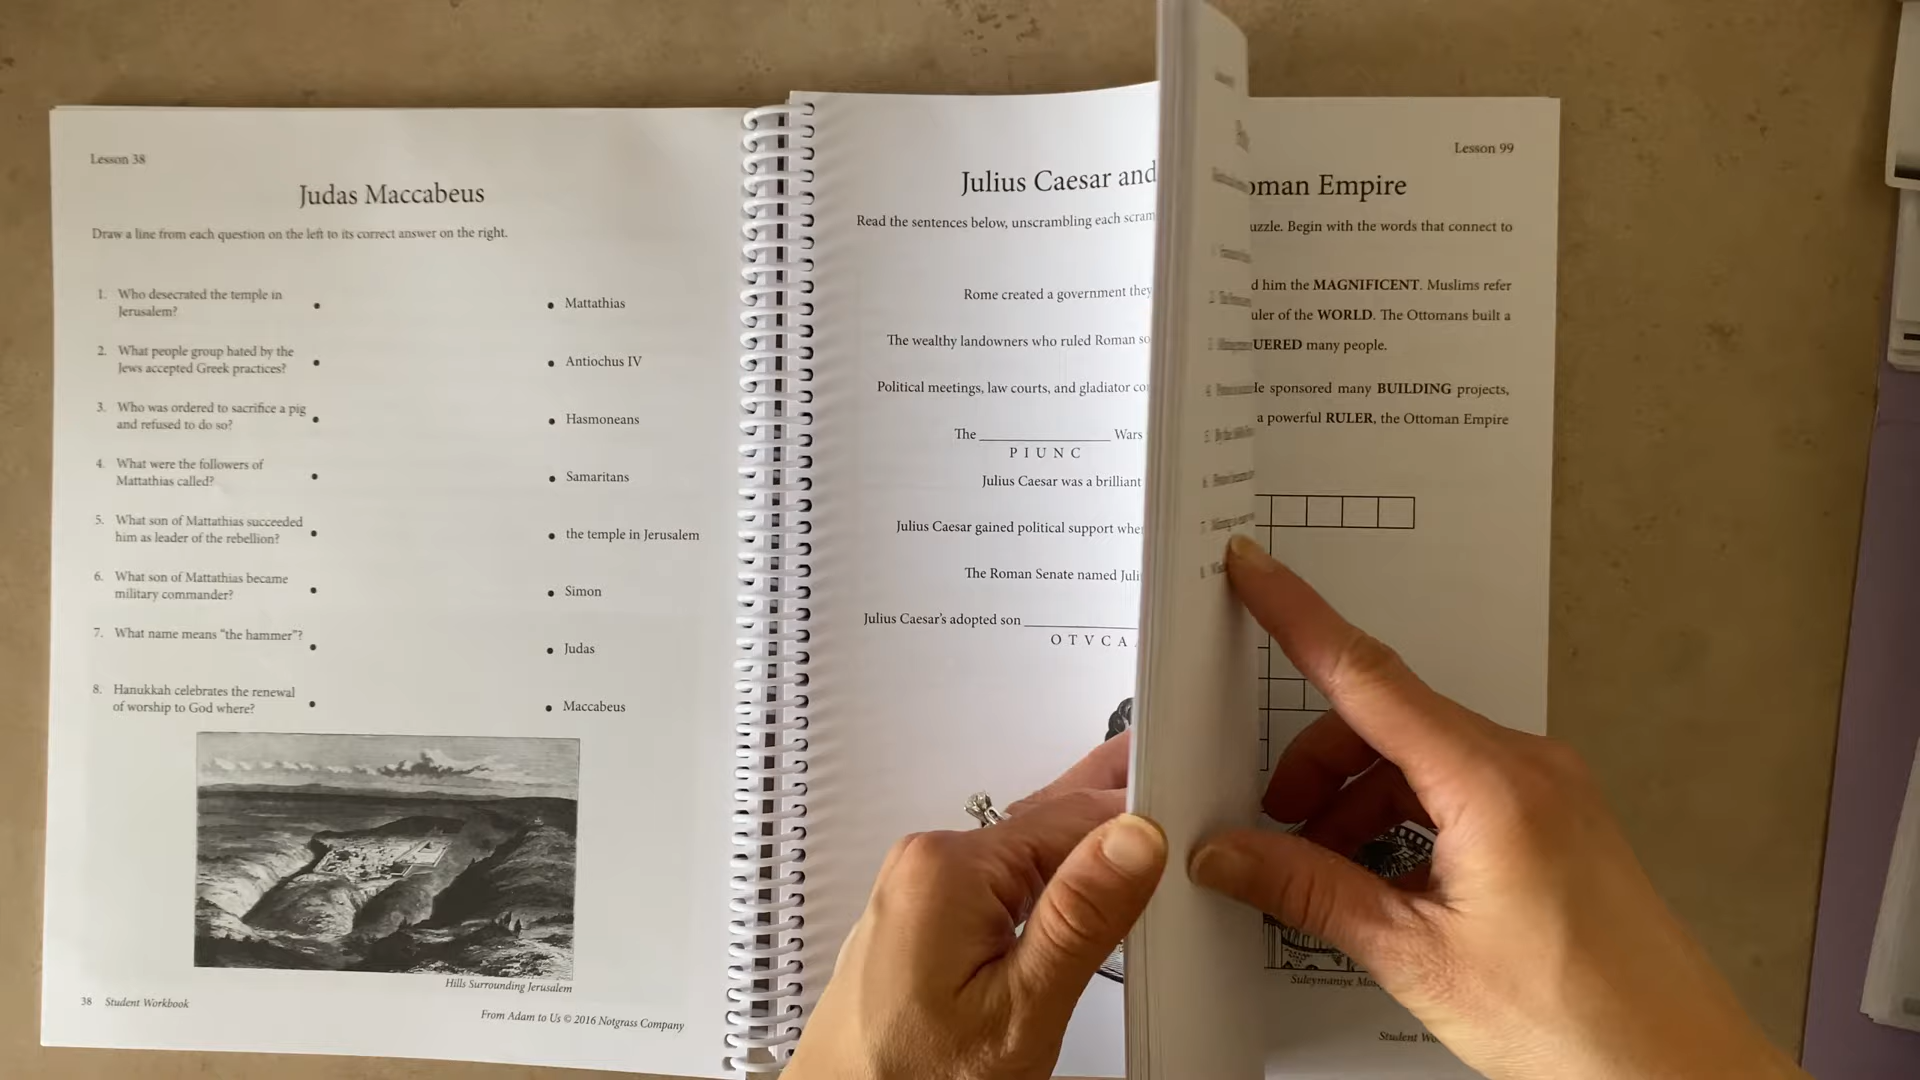 Lesson 38
Judas Maccabeus
Draw a line from each question on the left to its correct answer on the right.
1. Who desecrated the temple in
Jerusalem?
2. What people group hated by the
Jews accepted Greek practices?
3. Who was ordered to sacrifice a pig
and refused to do so?
4. What were the followers of
Mattathias called?
5. What son of Mattathias succeeded
him as leader of the rebellion?
6. What son of Mattathias became
military commander?
7. What name means "the hammer"?
8. Hanukkah celebrates the renewal
of worship to God where?
Mattathias
Antiochus IV
Hasmoneans
Samaritans
the temple in Jerusalem
Simon
Judas
Maccabeus
Hills Surrounding Jerusalem
38 Student Workbook
From Adam to Us © 2016 Notgrass Company
Julius Caesar and
Read the sentences below, unscrambling each
Rome created a government they
The wealthy landowners who ruled Roman
Political meetings, law courts, and gladiator
The ____ Wars
P I U N C
Julius Caesar was a brilliant
Julius Caesar gained political support
The Roman Senate named
Julius Caesar's adopted son ____
O T V C A
Lesson 99
Empire
Begin with the words that connect to
him the MAGNIFICENT. Muslims refer
of the WORLD. The Ottomans built a
many people.
sponsored many BUILDING projects,
a powerful RULER, the Ottoman Empire
Suleymaniye
Student